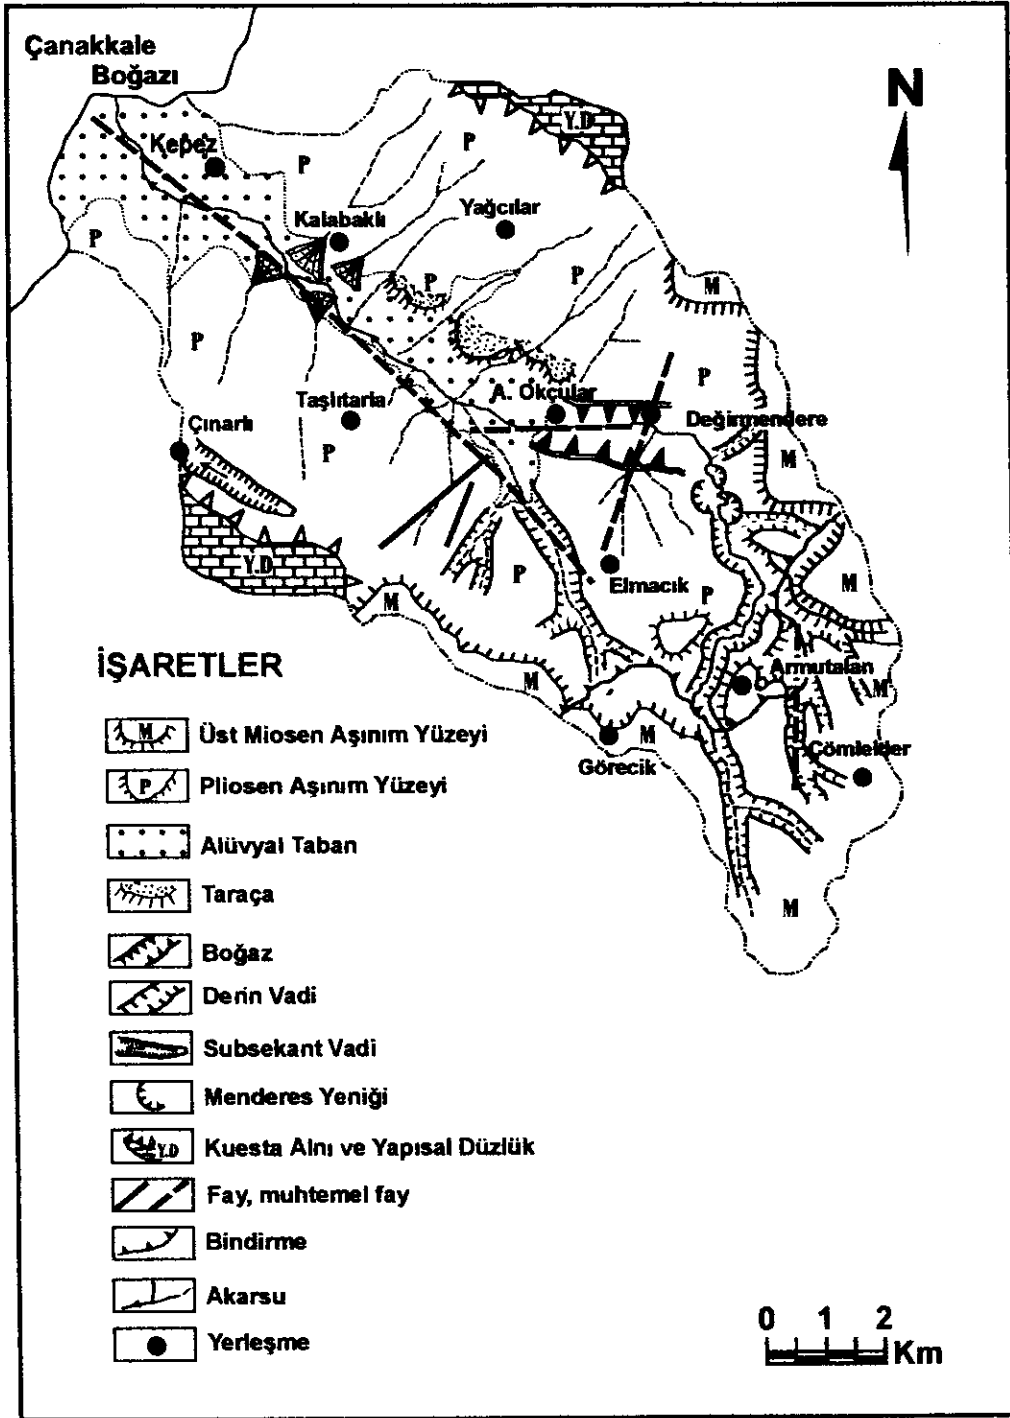 Çanakkale
Boğazı
N
Y.D
Kepez
P
P
Kalabaklı
Yağcılar
P
P
P
M
P
P
Taşlıtarla
A. Okçular
Değirmendere
Çınarlı
P
M
Y.D
P
Elmacık
P
M
M
M
Armutalan
M
M
Görecik
Çömlekler
M
İŞARETLER
M Üst Miosen Aşınım Yüzeyi
P Pliosen Aşınım Yüzeyi
Alüvyal Taban
Taraça
Boğaz
Derin Vadi
Subsekant Vadi
Menderes Yeniği
Y.D Kuesta Alnı ve Yapısal Düzlük
Fay, muhtemel fay
Bindirme
Akarsu
Yerleşme
0 1 2
Km